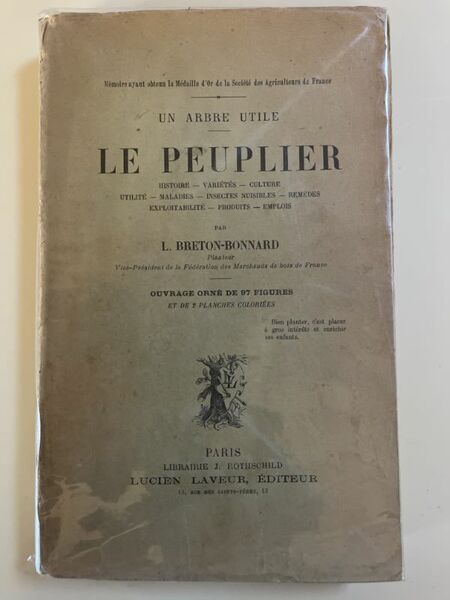 Mémoire ayant obtenu la Médaille d'Or de la Société des Agriculteurs de France
UN ARBRE UTILE
LE PEUPLIER
HISTOIRE — VARIÉTÉS — CULTURE
UTILITÉ — MALADIES — INSECTES NUISIBLES — REMÈDES
EXPLOITABILITÉ — PRODUITS — EMPLOIS
PAR
L. BRETON-BONNARD
Planteur
Vice-Président de la Fédération des Marchands de bois de France
OUVRAGE ORNÉ DE 97 FIGURES
ET DE 2 PLANCHES COLORIÉES
Bien planter, c'est placer
à gros intérêts et enrichir
ses enfants.
PARIS
LIBRAIRIE J. ROTHSCHILD
LUCIEN LAVEUR, ÉDITEUR
13, RUE DES SAINTS-PÈRES, 13